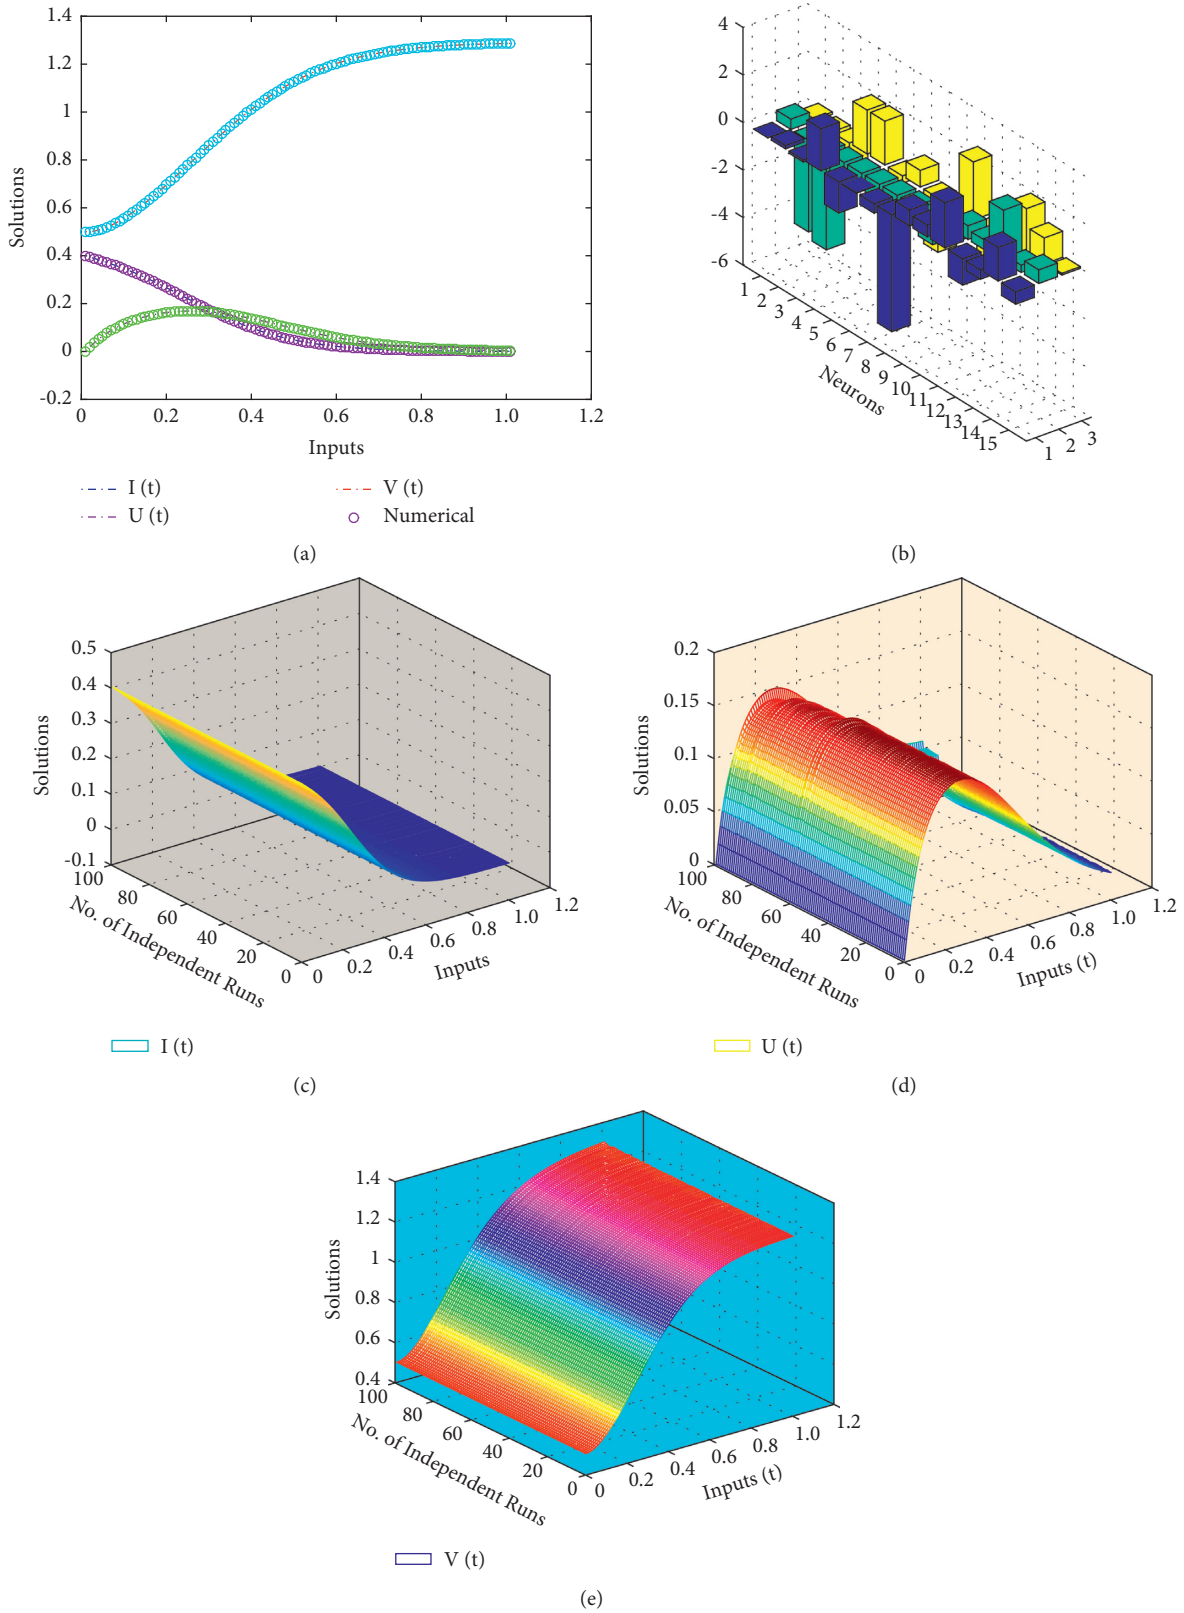 1.4
1.2
1
0.8
0.6
0.4
0.2
0
-0.2
Solutions
0 0.2 0.4 0.6 0.8 1.0 1.2
Inputs
I (t)
U (t)
V (t)
Numerical
(a)
4
2
0
-2
-4
-6
1 2 3 4 5 6 7 8 9 10 11 12 13 14 15
Neurons
1 2 3
(b)
0.5
0.4
0.3
0.2
0.1
0
-0.1
Solutions
100 80 60 40 20 0
No. of Independent Runs
0 0.2 0.4 0.6 0.8 1.0 1.2
Inputs
I (t)
(c)
0.2
0.15
0.1
0.05
0
Solutions
100 80 60 40 20 0
No. of Independent Runs
0 0.2 0.4 0.6 0.8 1.0 1.2
Inputs (t)
U (t)
(d)
1.4
1.2
1
0.8
0.6
0.4
Solutions
100 80 60 40 20 0
No. of Independent Runs
0 0.2 0.4 0.6 0.8 1.0 1.2
Inputs (t)
V (t)
(e)